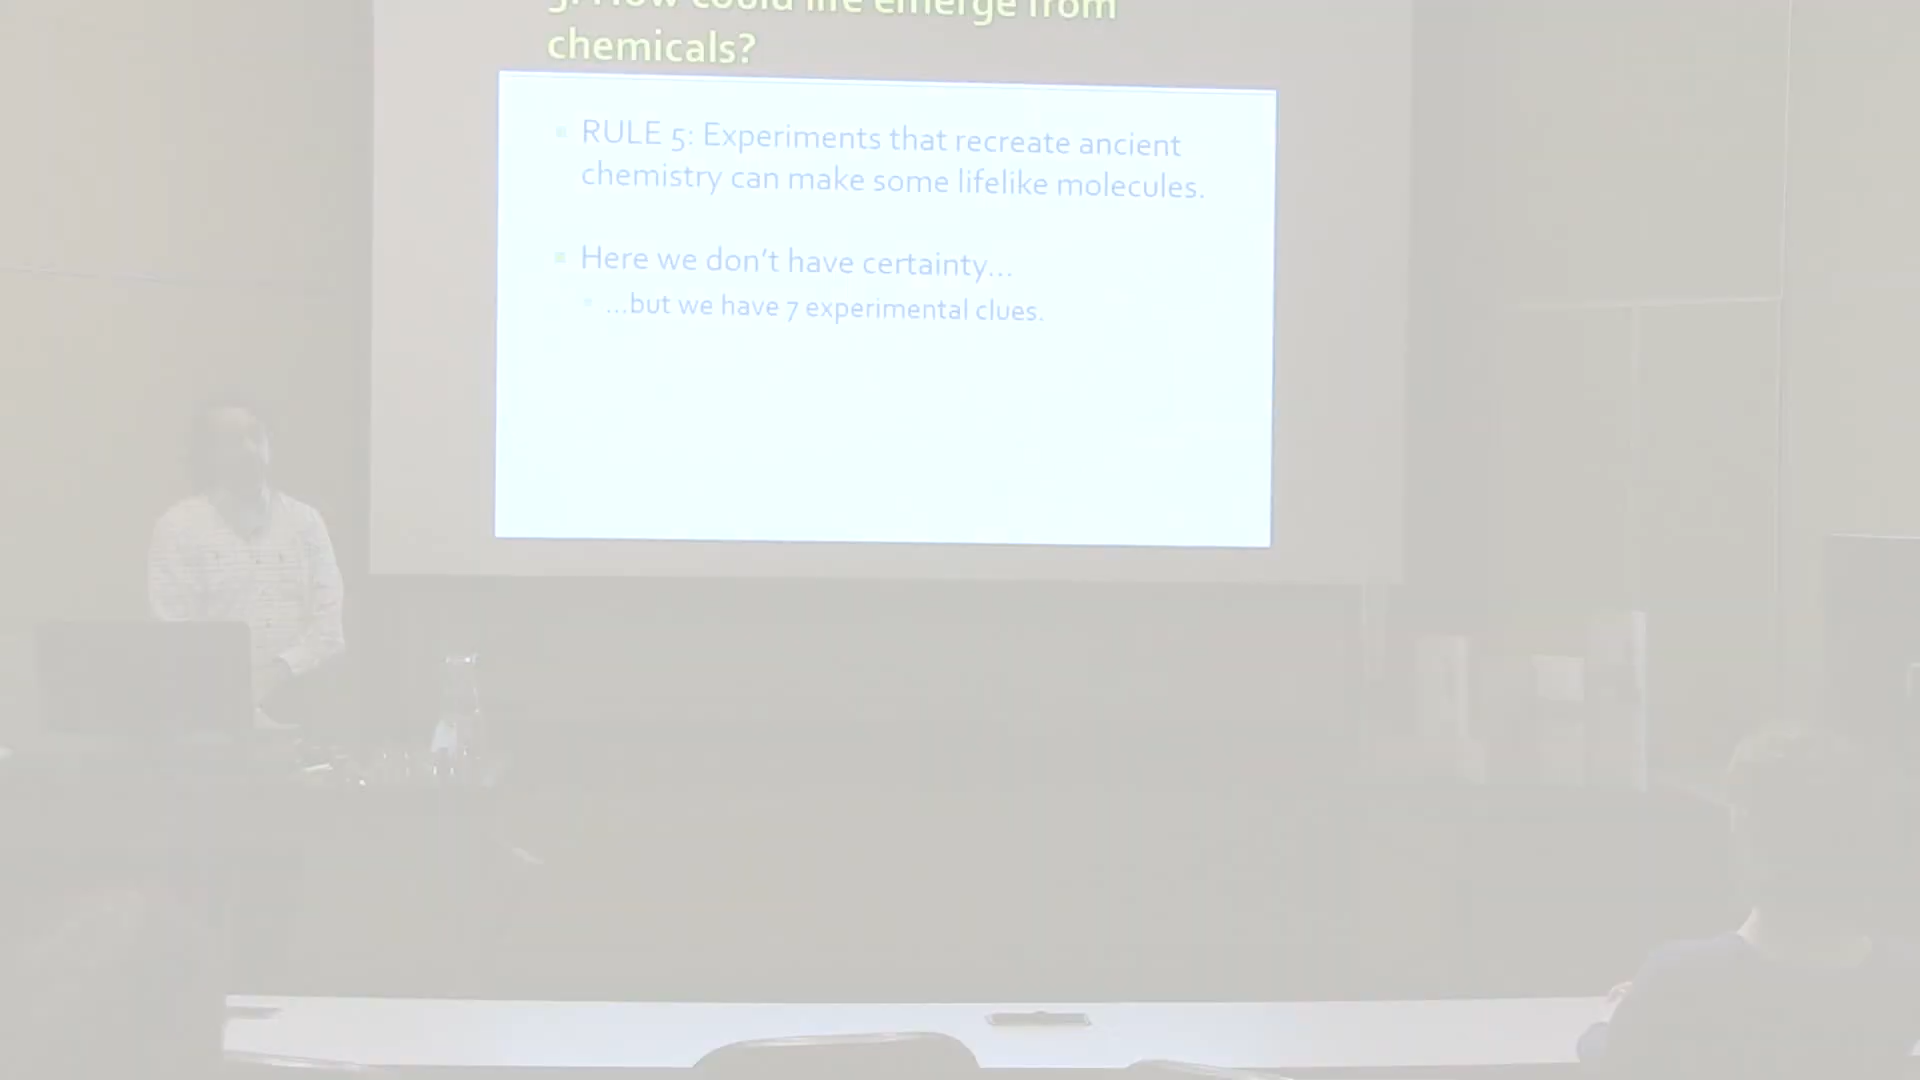 5. How could life emerge from
chemicals?
RULE 5: Experiments that recreate ancient
chemistry can make some lifelike molecules.
Here we don't have certainty...
...but we have 7 experimental clues.